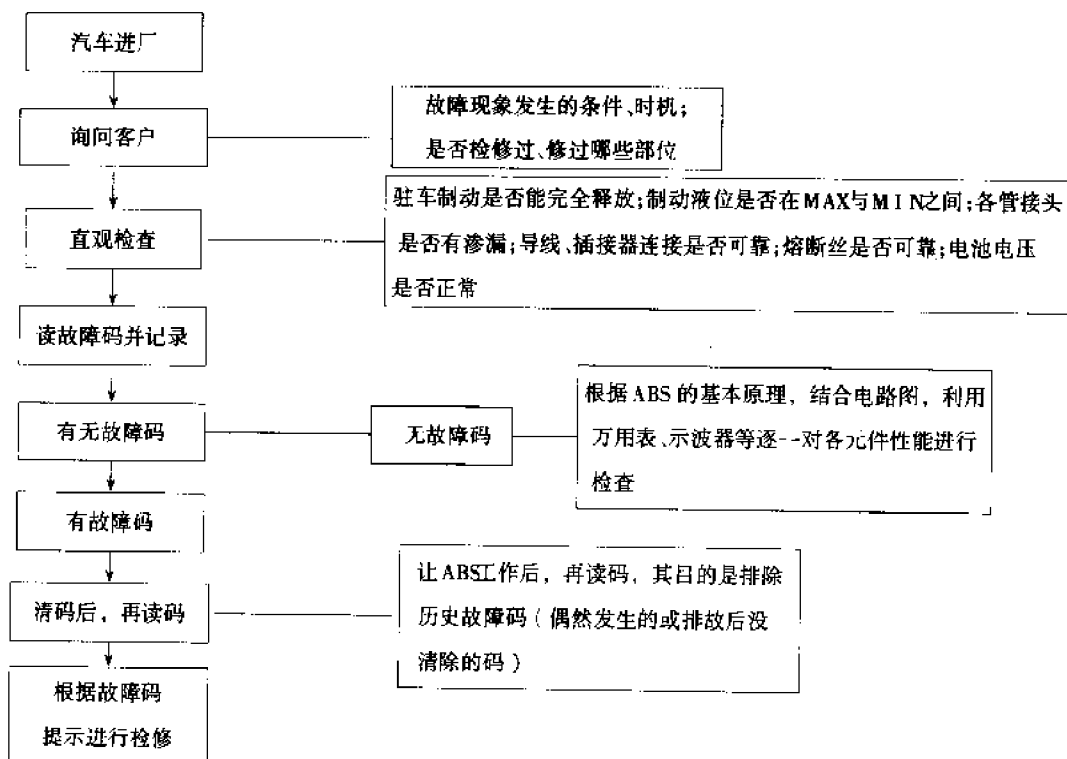 汽车进厂
询问客户
故障现象发生的条件、时机;
是否检修过、修过哪些部位
直观检查
驻车制动是否能完全释放;制动液位是否在MAX与MIN之间;各管接头
是否有渗漏;导线、插接器连接是否可靠;熔断丝是否可靠;电池电压
是否正常
读故障码并记录
有无故障码
无故障码
根据ABS的基本原理，结合电路图，利用
万用表、示波器等逐一对各元件性能进行
检查
有故障码
清码后，再读码
让ABS工作后，再读码，其目的是排除
历史故障码（偶然发生的或排故后没
清除的码）
根据故障码
提示进行检修